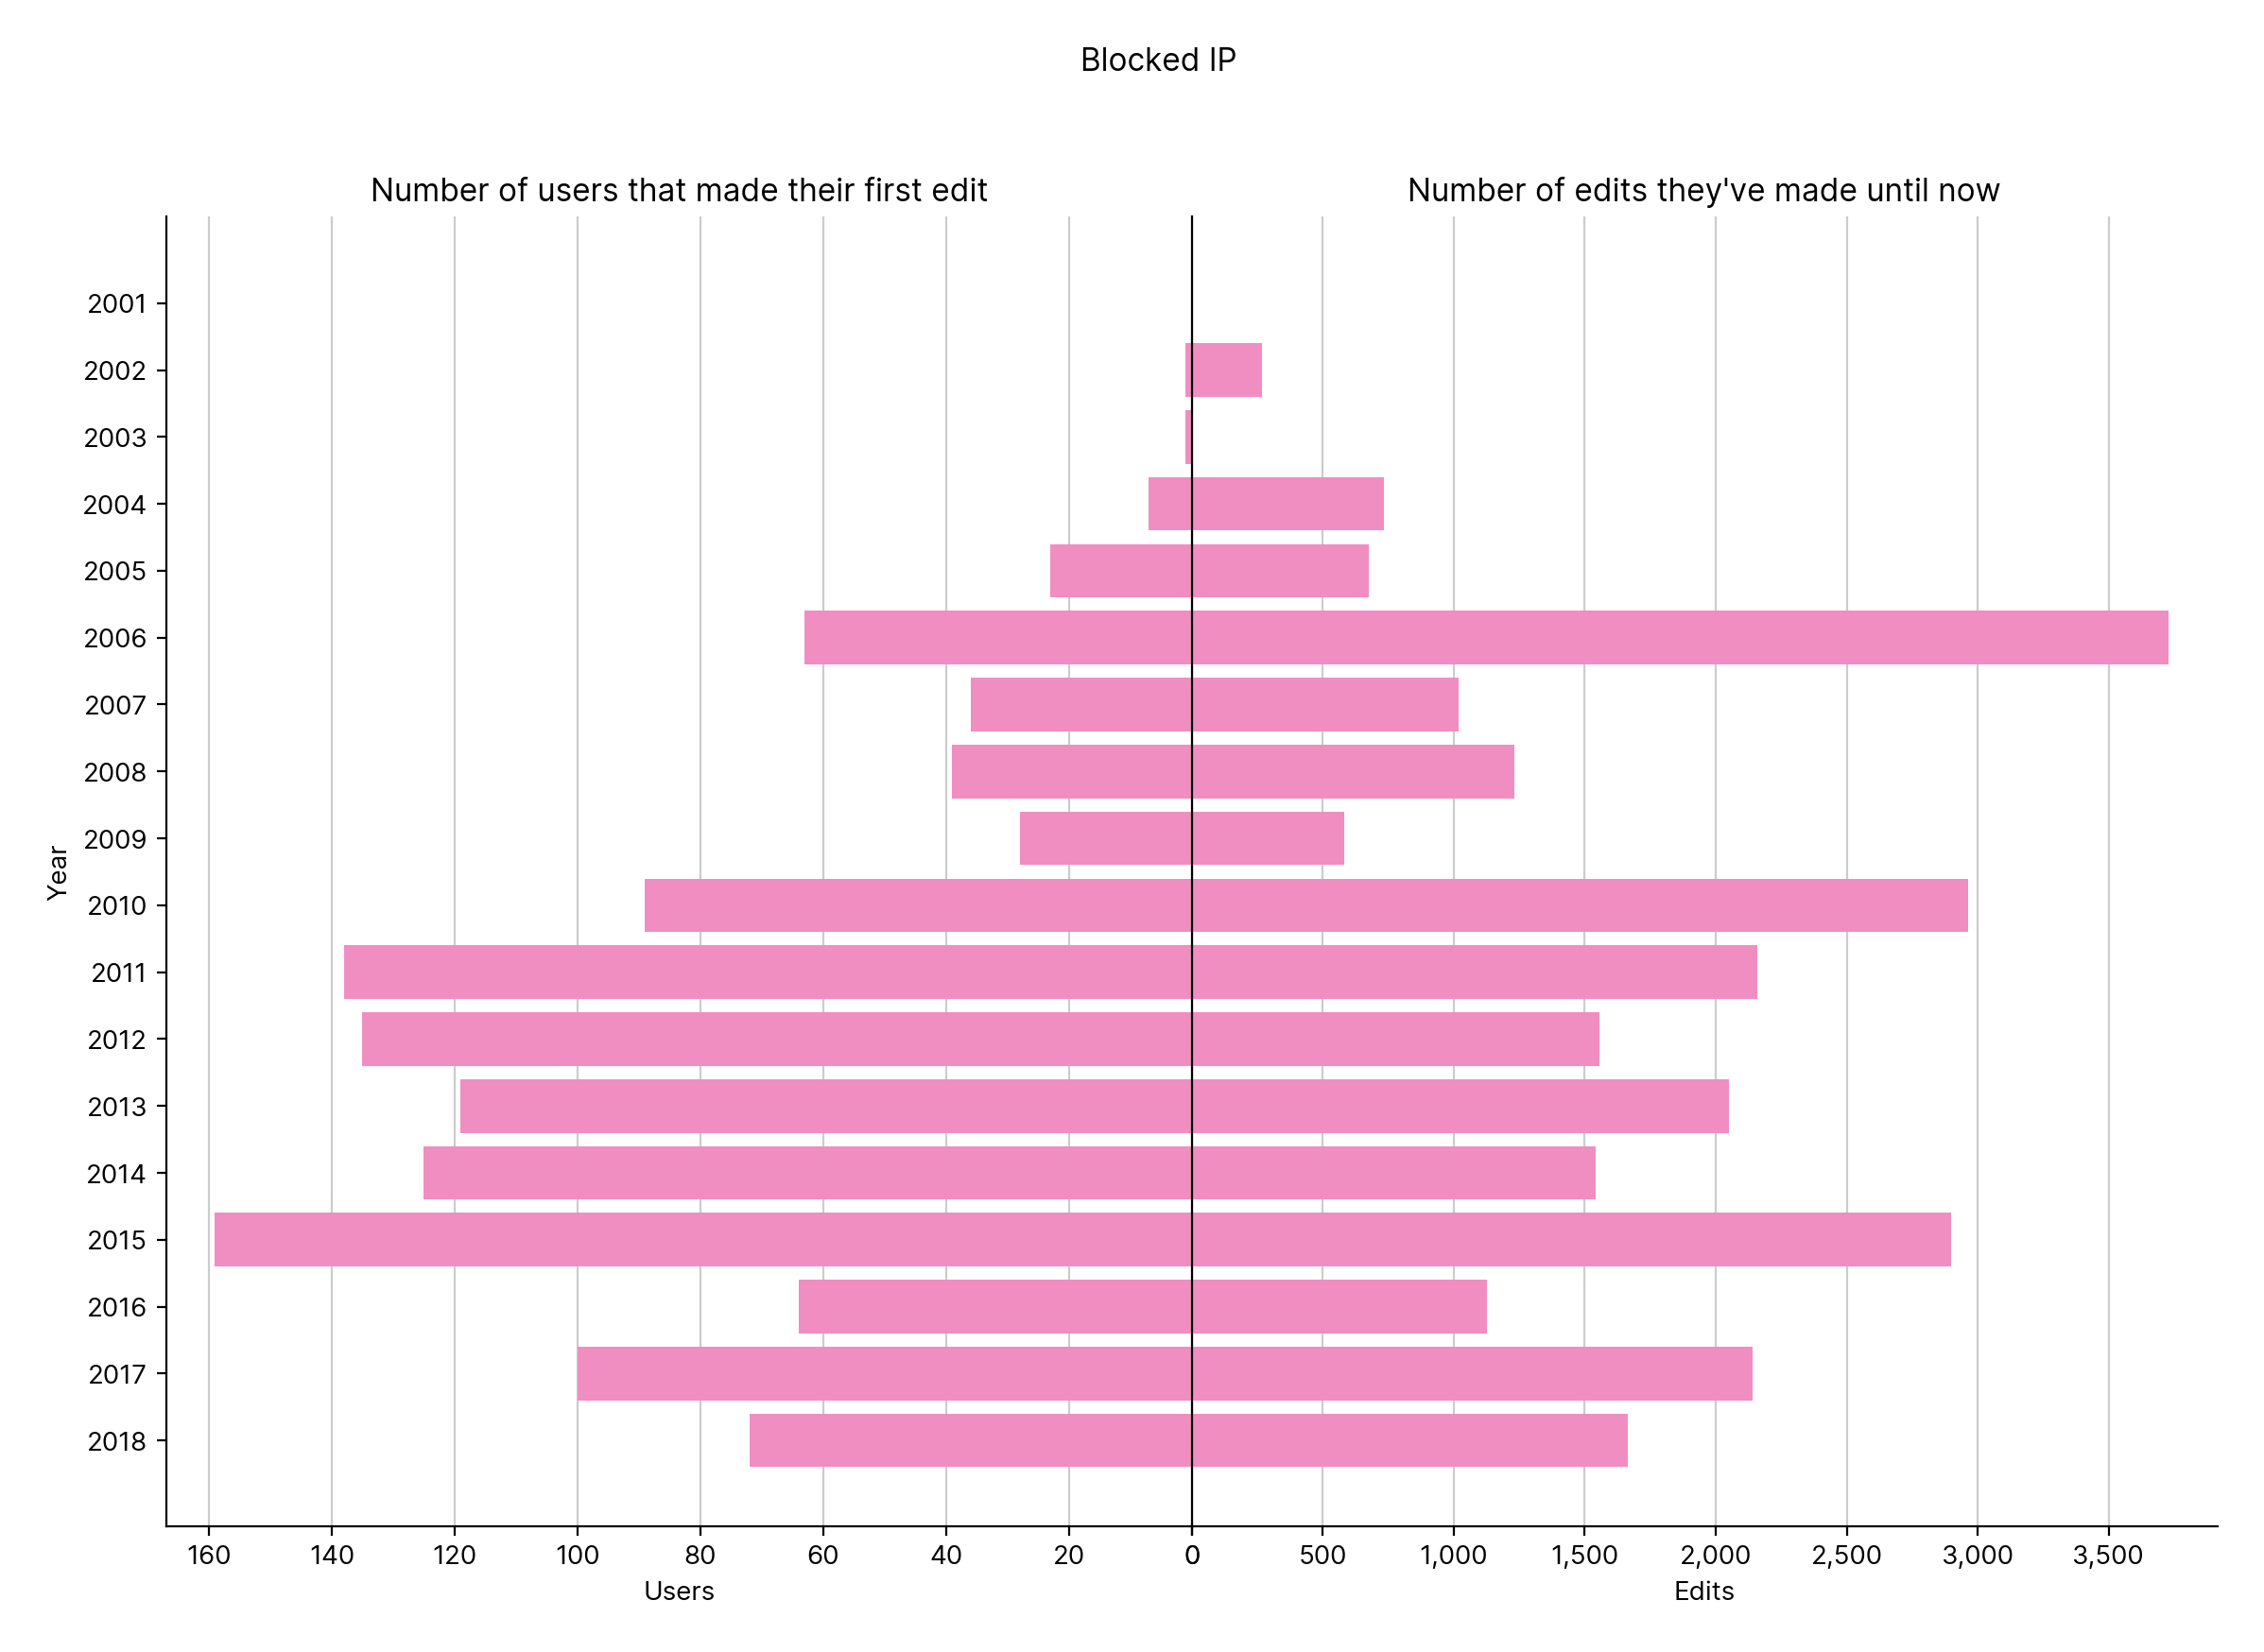 Blocked IP
Number of users that made their first edit
Number of edits they've made until now
2001
2002
2003
2004
2005
2006
2007
2008
2009
2010
2011
2012
2013
2014
2015
2016
2017
2018
Year
160 140 120 100 80 60 40 20 0 500 1,000 1,500 2,000 2,500 3,000 3,500
Users
Edits